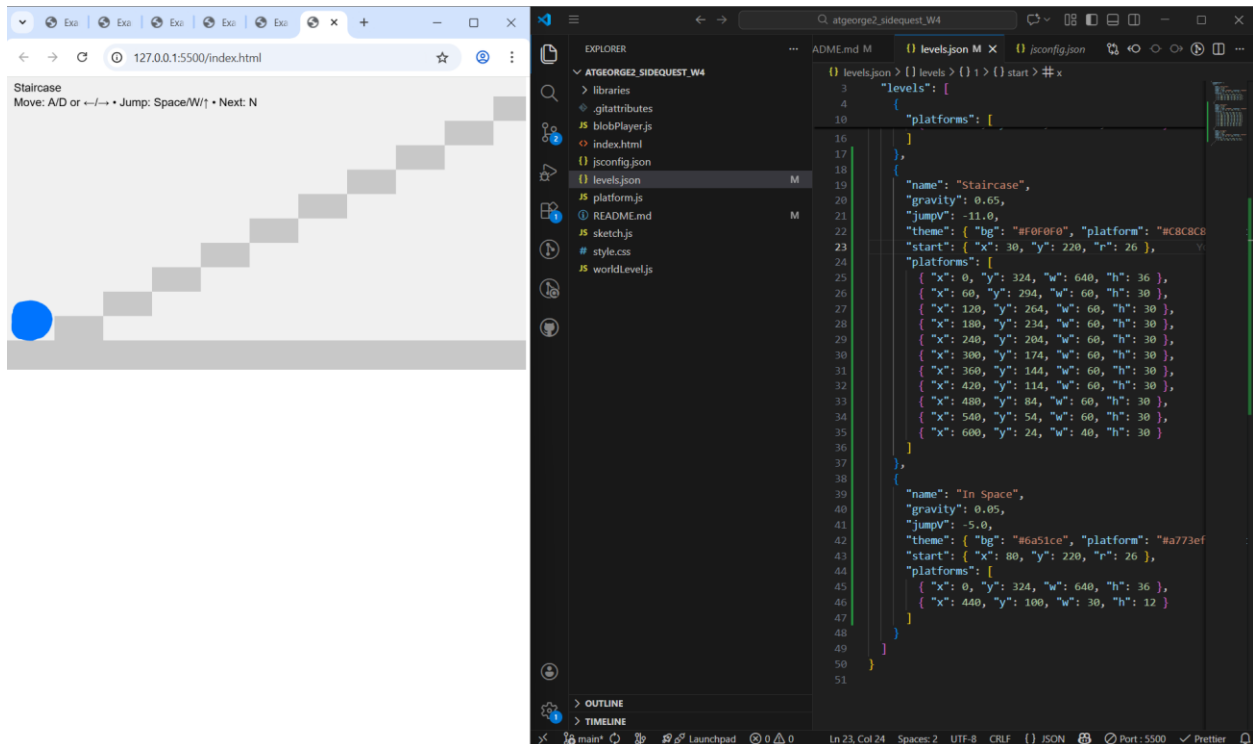 Exa
Exa
Exa
Exa
Exa
127.0.0.1:5500/index.html
Staircase
Move: A/D or ←/→ • Jump: Space/W/↑ • Next: N
atgeorge2_sidequest_W4
EXPLORER
ATGEORGE2_SIDEQUEST_W4
libraries
.gitattributes
JS blobPlayer.js
<> index.html
{} jsconfig.json
{} levels.json M
JS platform.js
README.md M
JS sketch.js
# style.css
JS worldLevel.js
OUTLINE
TIMELINE
2
1
1
ADME.md M
{} levels.json M
{} jsconfig.json
{} levels.json > [ ] levels > {} 1 > {} start > # x
3 "levels": [
4 {
10 "platforms": [
16 ]
17 },
18 {
19 "name": "Staircase",
20 "gravity": 0.65,
21 "jumpV": -11.0,
22 "theme": { "bg": "#F0F0F0", "platform": "#C8C8C8
23 "start": { "x": 30, "y": 220, "r": 26 },
24 "platforms": [
25 { "x": 0, "y": 324, "w": 640, "h": 36 },
26 { "x": 60, "y": 294, "w": 60, "h": 30 },
27 { "x": 120, "y": 264, "w": 60, "h": 30 },
28 { "x": 180, "y": 234, "w": 60, "h": 30 },
29 { "x": 240, "y": 204, "w": 60, "h": 30 },
30 { "x": 300, "y": 174, "w": 60, "h": 30 },
31 { "x": 360, "y": 144, "w": 60, "h": 30 },
32 { "x": 420, "y": 114, "w": 60, "h": 30 },
33 { "x": 480, "y": 84, "w": 60, "h": 30 },
34 { "x": 540, "y": 54, "w": 60, "h": 30 },
35 { "x": 600, "y": 24, "w": 40, "h": 30 }
36 ]
37 },
38 {
39 "name": "In Space",
40 "gravity": 0.05,
41 "jumpV": -5.0,
42 "theme": { "bg": "#6a51ce", "platform": "#a773ef
43 "start": { "x": 80, "y": 220, "r": 26 },
44 "platforms": [
45 { "x": 0, "y": 324, "w": 640, "h": 36 },
46 { "x": 440, "y": 100, "w": 30, "h": 12 }
47 ]
48 }
49 ]
50 }
51
main* Launchpad 0 0 Ln 23, Col 24 Spaces: 2 UTF-8 CRLF {} JSON Port : 5500 Prettier